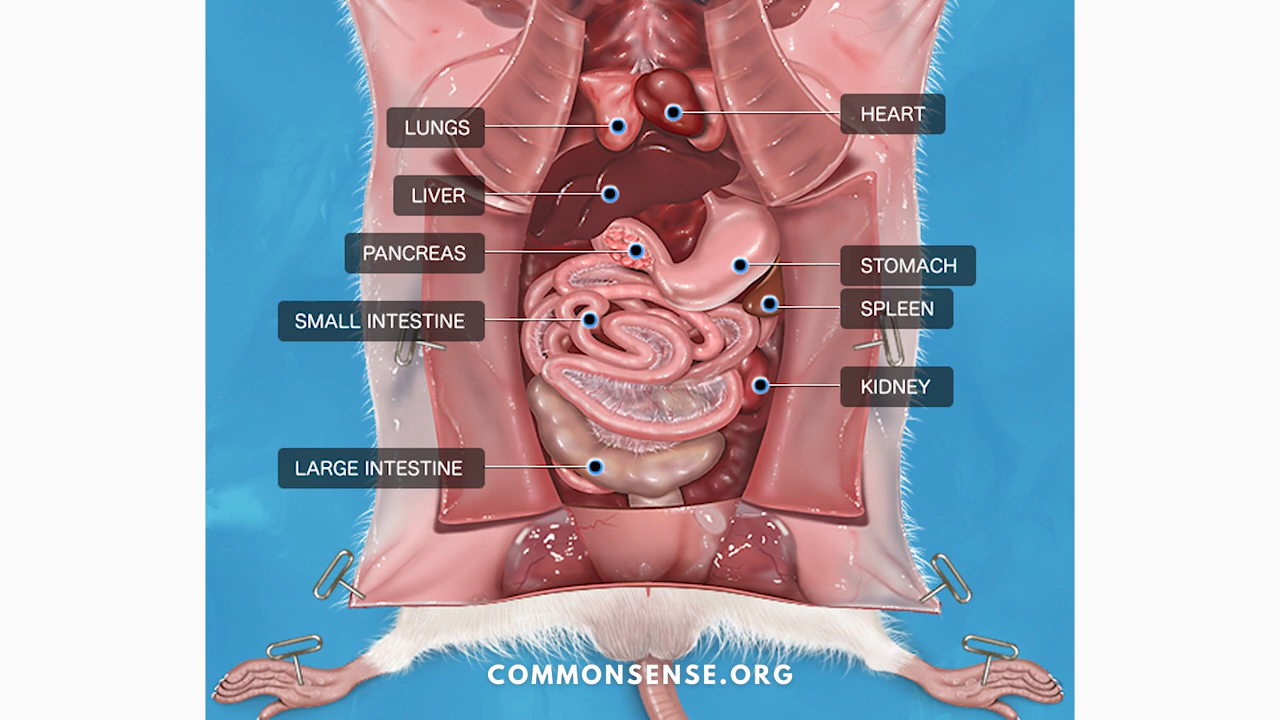 LUNGS
HEART
LIVER
PANCREAS
STOMACH
SPLEEN
SMALL INTESTINE
KIDNEY
LARGE INTESTINE
COMMONSENSE.ORG